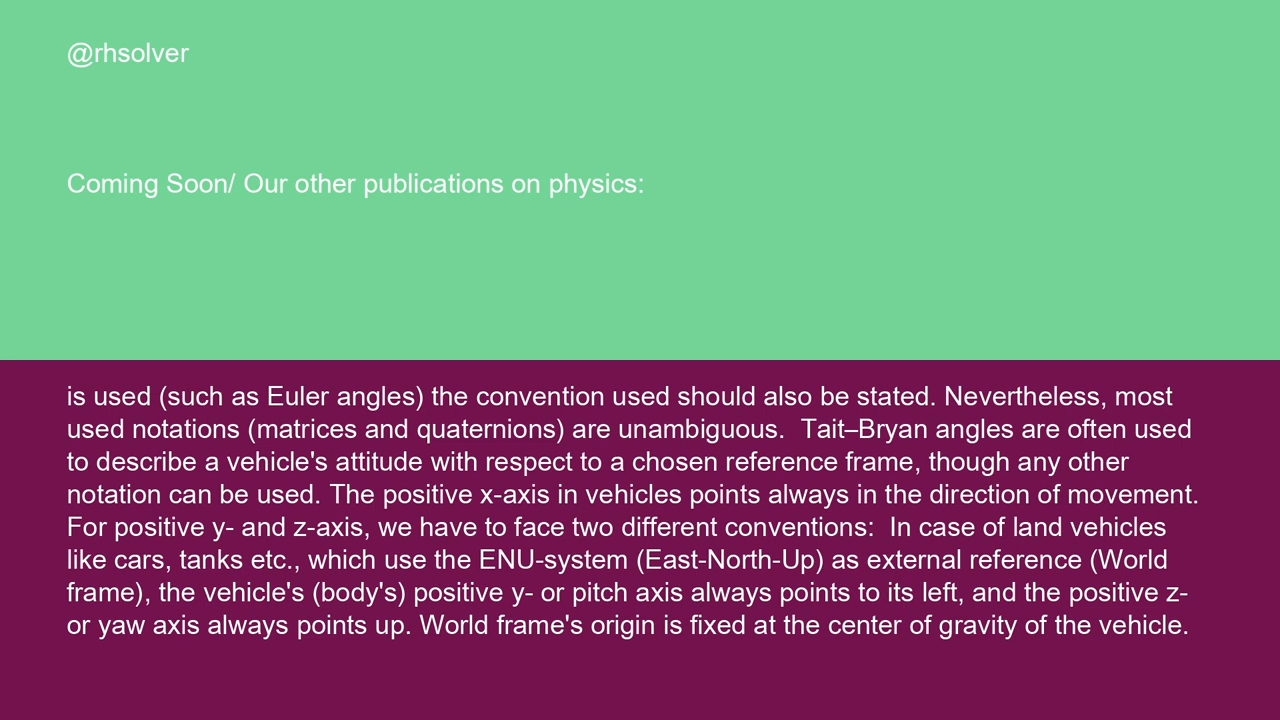 @rhsolver
Coming Soon/ Our other publications on physics:
is used (such as Euler angles) the convention used should also be stated. Nevertheless, most
used notations (matrices and quaternions) are unambiguous.  Tait–Bryan angles are often used
to describe a vehicle's attitude with respect to a chosen reference frame, though any other
notation can be used. The positive x-axis in vehicles points always in the direction of movement.
For positive y- and z-axis, we have to face two different conventions:  In case of land vehicles
like cars, tanks etc., which use the ENU-system (East-North-Up) as external reference (World
frame), the vehicle's (body's) positive y- or pitch axis always points to its left, and the positive z-
or yaw axis always points up. World frame's origin is fixed at the center of gravity of the vehicle.